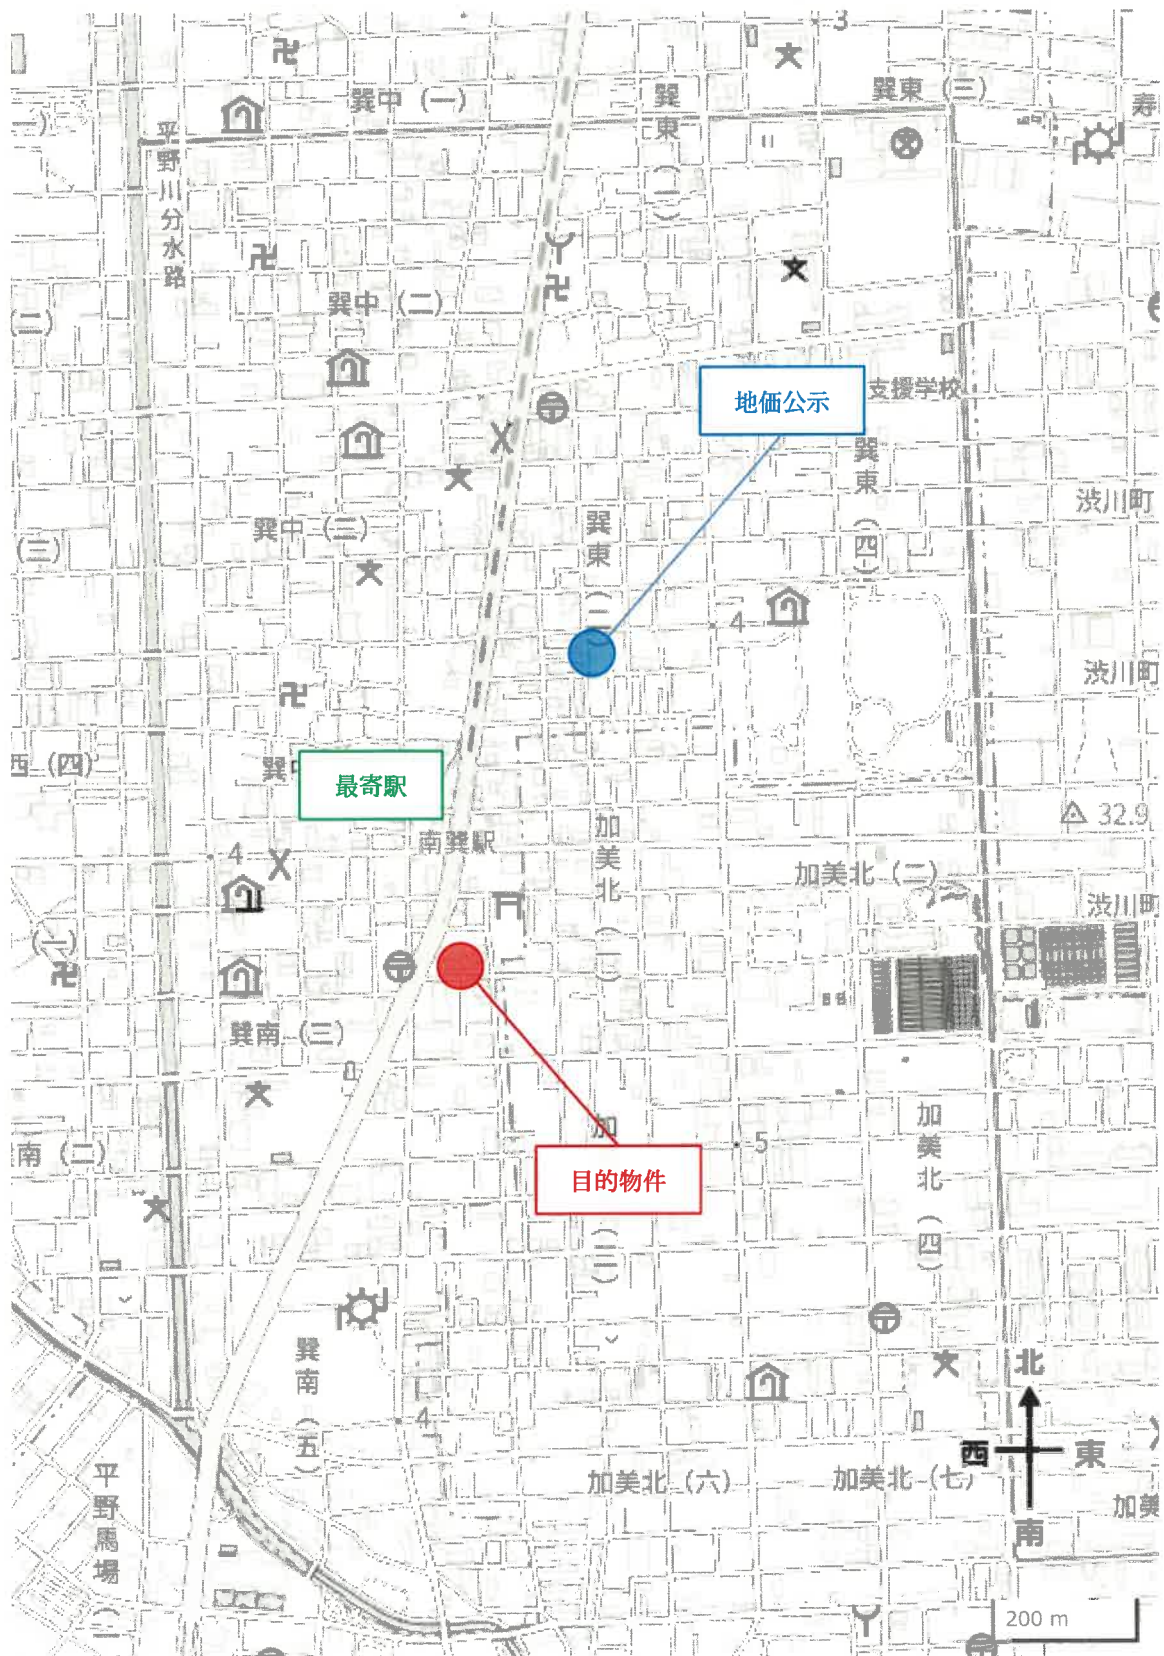 3
巽中（一）
巽東（三）
巽東（二）
寿
平野川分水路
巽中（二）
（二）
地価公示
支援学校
巽東（四）
渋川町
巽中（三）
（三）
巽東
4
渋川町
西（四）
最寄駅
南巽駅
加美北（一）
32.9
4
加美北（二）
渋川町
巽南（三）
南（二）
加
5
加美北（四）
目的物件
（三）
巽南（五）
4
北
西
東
南
加美北（六）
加美北（七）
加美
平野馬場
200 m